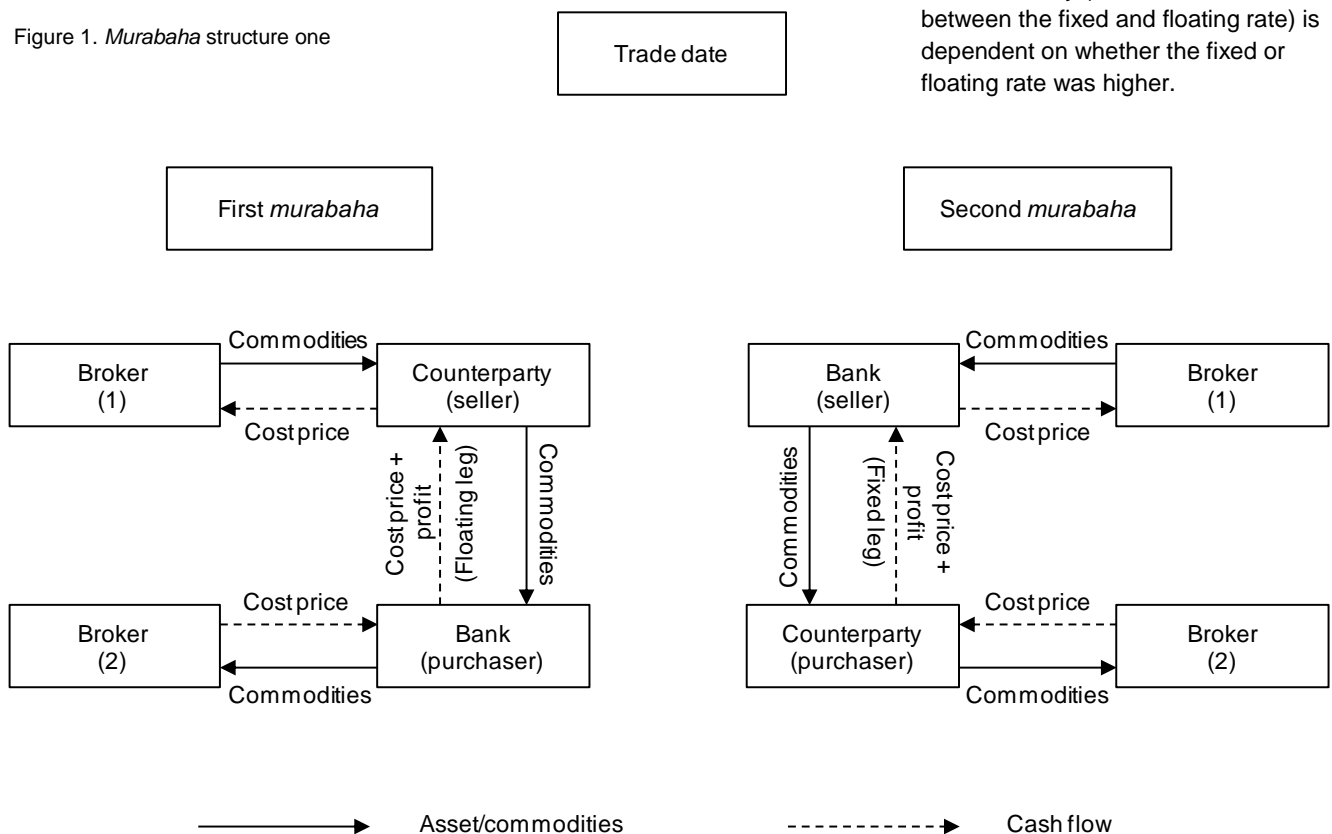 between the fixed and floating rate) is
dependent on whether the fixed or
floating rate was higher.
Figure 1. Murabaha structure one
Trade date
First murabaha
Second murabaha
Commodities
Broker
(1)
Counterparty
(seller)
Cost price
Cost price +
profit
(Floating leg)
Commodities
Cost price
Broker
(2)
Bank
(purchaser)
Commodities
Commodities
Bank
(seller)
Broker
(1)
Cost price
Commodities
(Fixed leg)
Cost price +
profit
Cost price
Counterparty
(purchaser)
Broker
(2)
Commodities
Asset/commodities
Cash flow